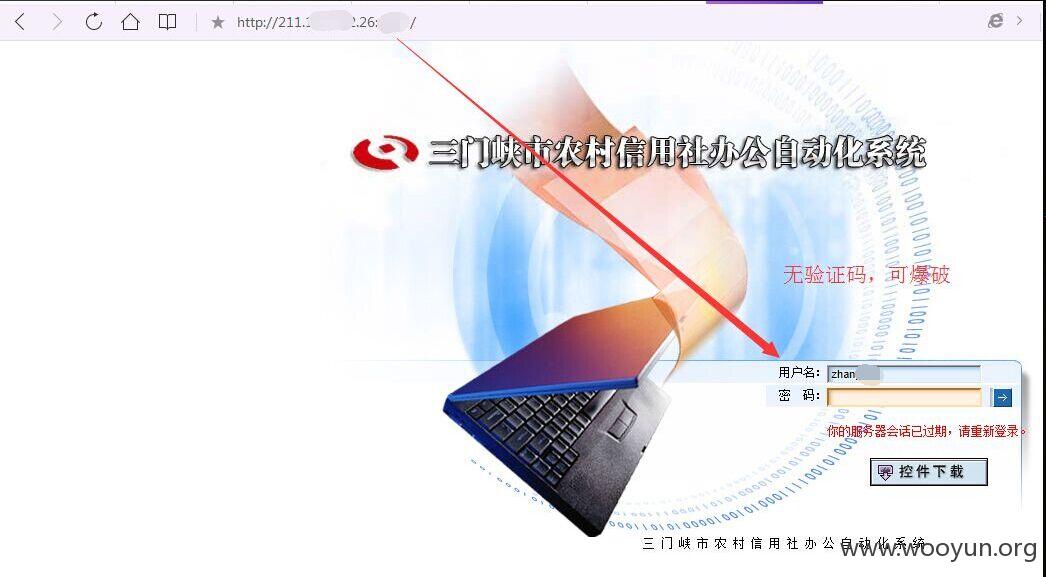 http://211.1 2.26: /
三门峡市农村信用社办公自动化系统
无验证码，可爆破
用户名: zhan
密 码:
你的服务器会话已过期，请重新登录。
控件下载
三门峡市农村信用社办公自动化系统
www.wooyun.org